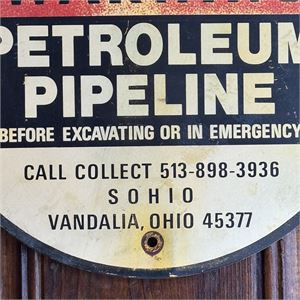 PETROLEUM
PIPELINE
BEFORE EXCAVATING OR IN EMERGENCY
CALL COLLECT 513-898-3936
SOHIO
VANDALIA, OHIO 45377